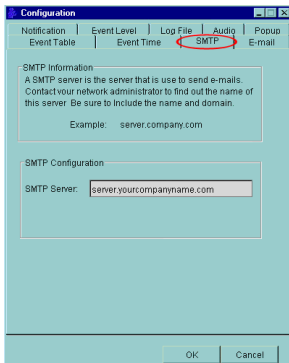 Configuration
Notification Event Level Log File Audio Popup
Event Table Event Time SMTP E-mail
SMTP Information
A SMTP server is the server that is use to send e-mails.
Contact your network administrator to find out the name of
this server Be sure to Include the name and domain.
Example: server.company.com
SMTP Configuration
SMTP Server: server.yourcompanyname.com
OK Cancel